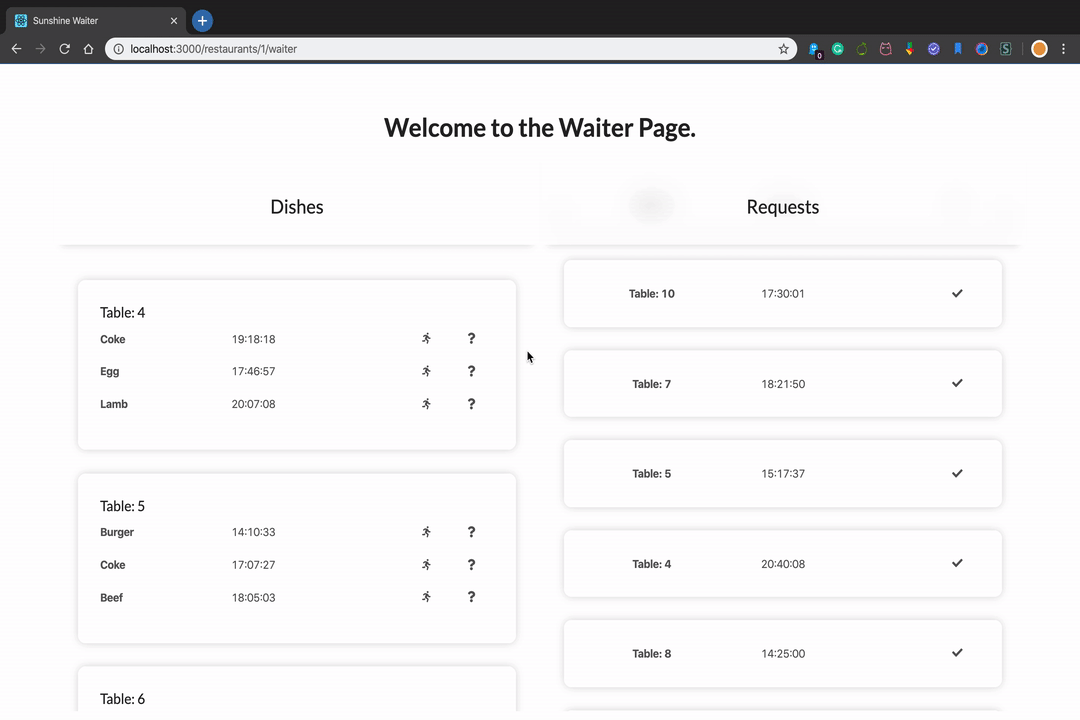 Sunshine Waiter
localhost:3000/restaurants/1/waiter
0
Welcome to the Waiter Page.
Dishes
Table: 4
Coke 19:18:18 ?
Egg 17:46:57 ?
Lamb 20:07:08 ?
Table: 5
Burger 14:10:33 ?
Coke 17:07:27 ?
Beef 18:05:03 ?
Table: 6
Requests
Table: 10 17:30:01
Table: 7 18:21:50
Table: 5 15:17:37
Table: 4 20:40:08
Table: 8 14:25:00